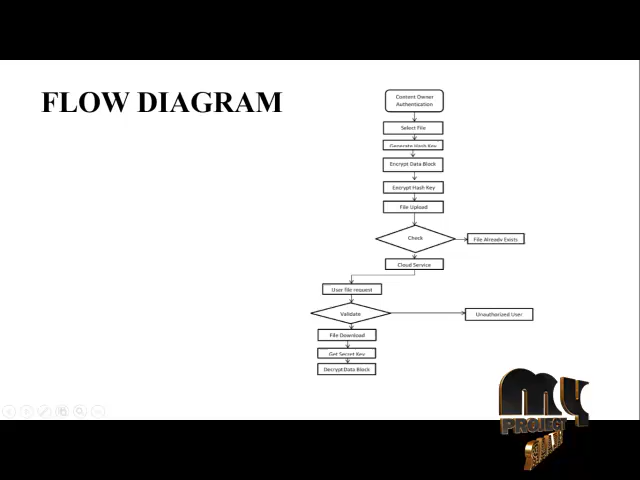 FLOW DIAGRAM
Content Owner
Authentication
Select File
Generate Hash Key
Encrypt Data Block
Encrypt Hash Key
File Upload
Check
File Already Exists
Cloud Service
User file request
Validate
Unauthorized User
File Download
Get Secret Key
Decrypt Data Block
MY
PROJECT